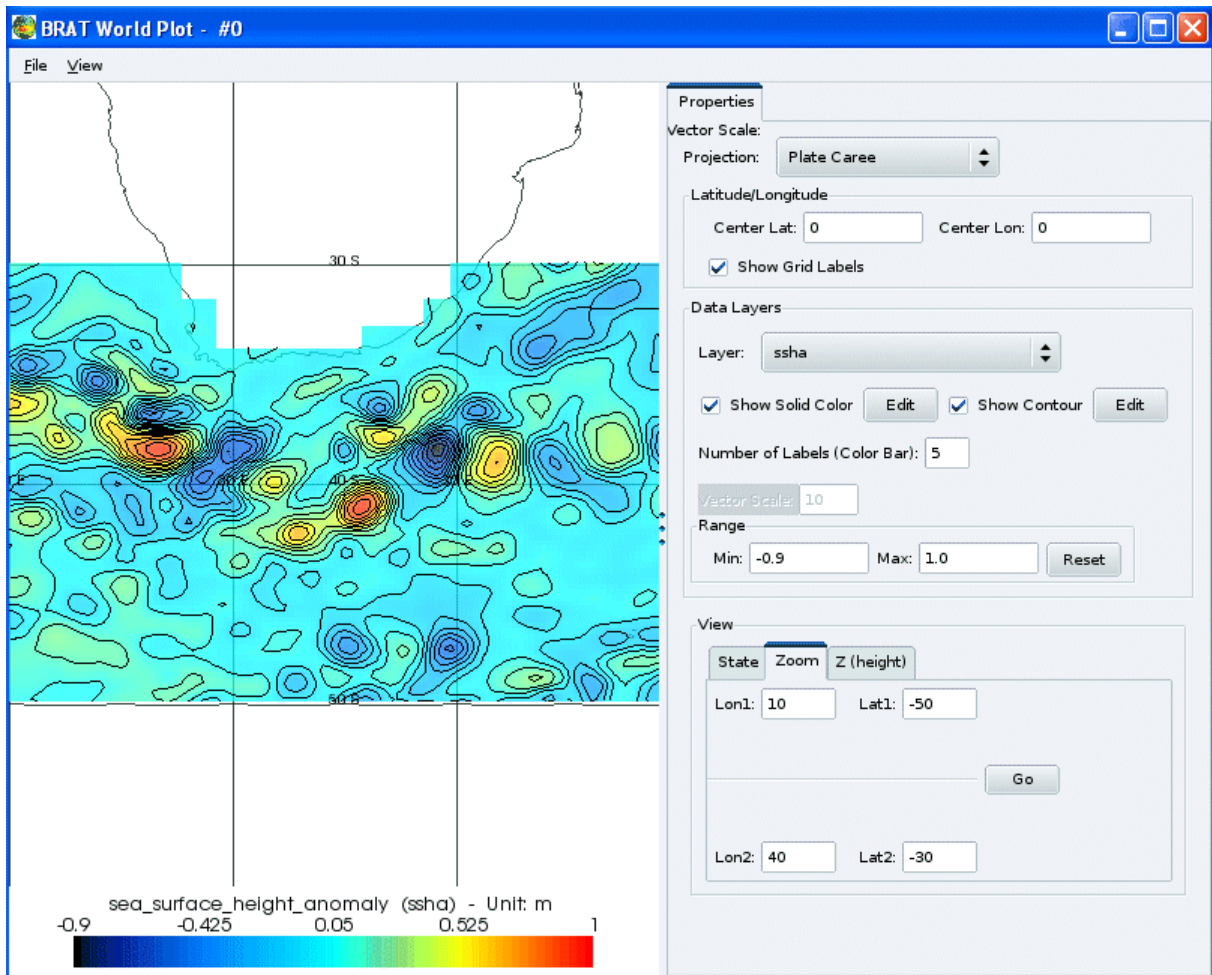 BRAT World Plot - #0
File View
Properties
Vector Scale:
Projection: Plate Caree
Latitude/Longitude
Center Lat: 0 Center Lon: 0
Show Grid Labels
Data Layers
Layer: ssha
Show Solid Color Edit Show Contour Edit
Number of Labels (Color Bar): 5
Vector Scale: 10
Range
Min: -0.9 Max: 1.0 Reset
View
State Zoom Z (height)
Lon1: 10 Lat1: -50
Go
Lon2: 40 Lat2: -30
30 S
E 40 S
sea_surface_height_anomaly (ssha) - Unit: m
-0.9 -0.425 0.05 0.525 1